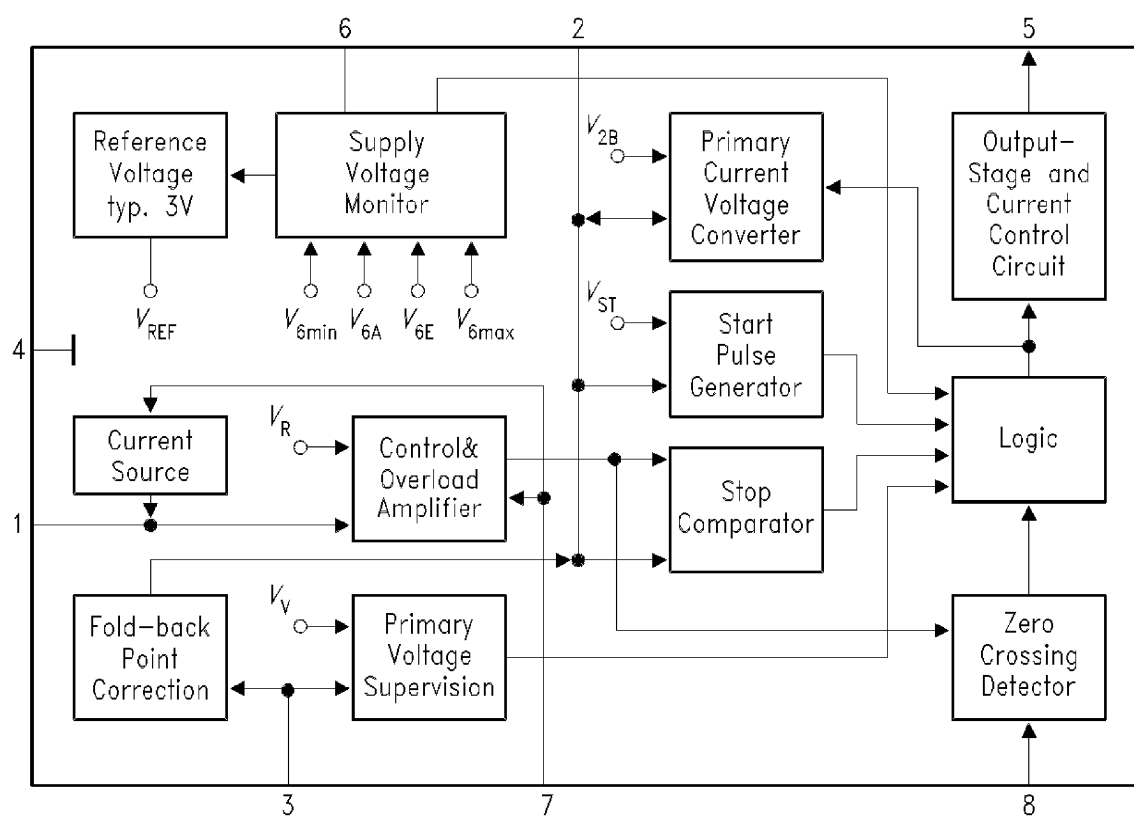 6
2
5
Reference
Voltage
typ. 3V
Supply
Voltage
Monitor
V2B
Primary
Current
Voltage
Converter
Output-
Stage and
Current
Control
Circuit
VREF
V6min
V6A
V6E
V6max
VST
Start
Pulse
Generator
4
Current
Source
VR
Control&
Overload
Amplifier
Logic
Stop
Comparator
1
Fold-back
Point
Correction
VV
Primary
Voltage
Supervision
Zero
Crossing
Detector
3
7
8